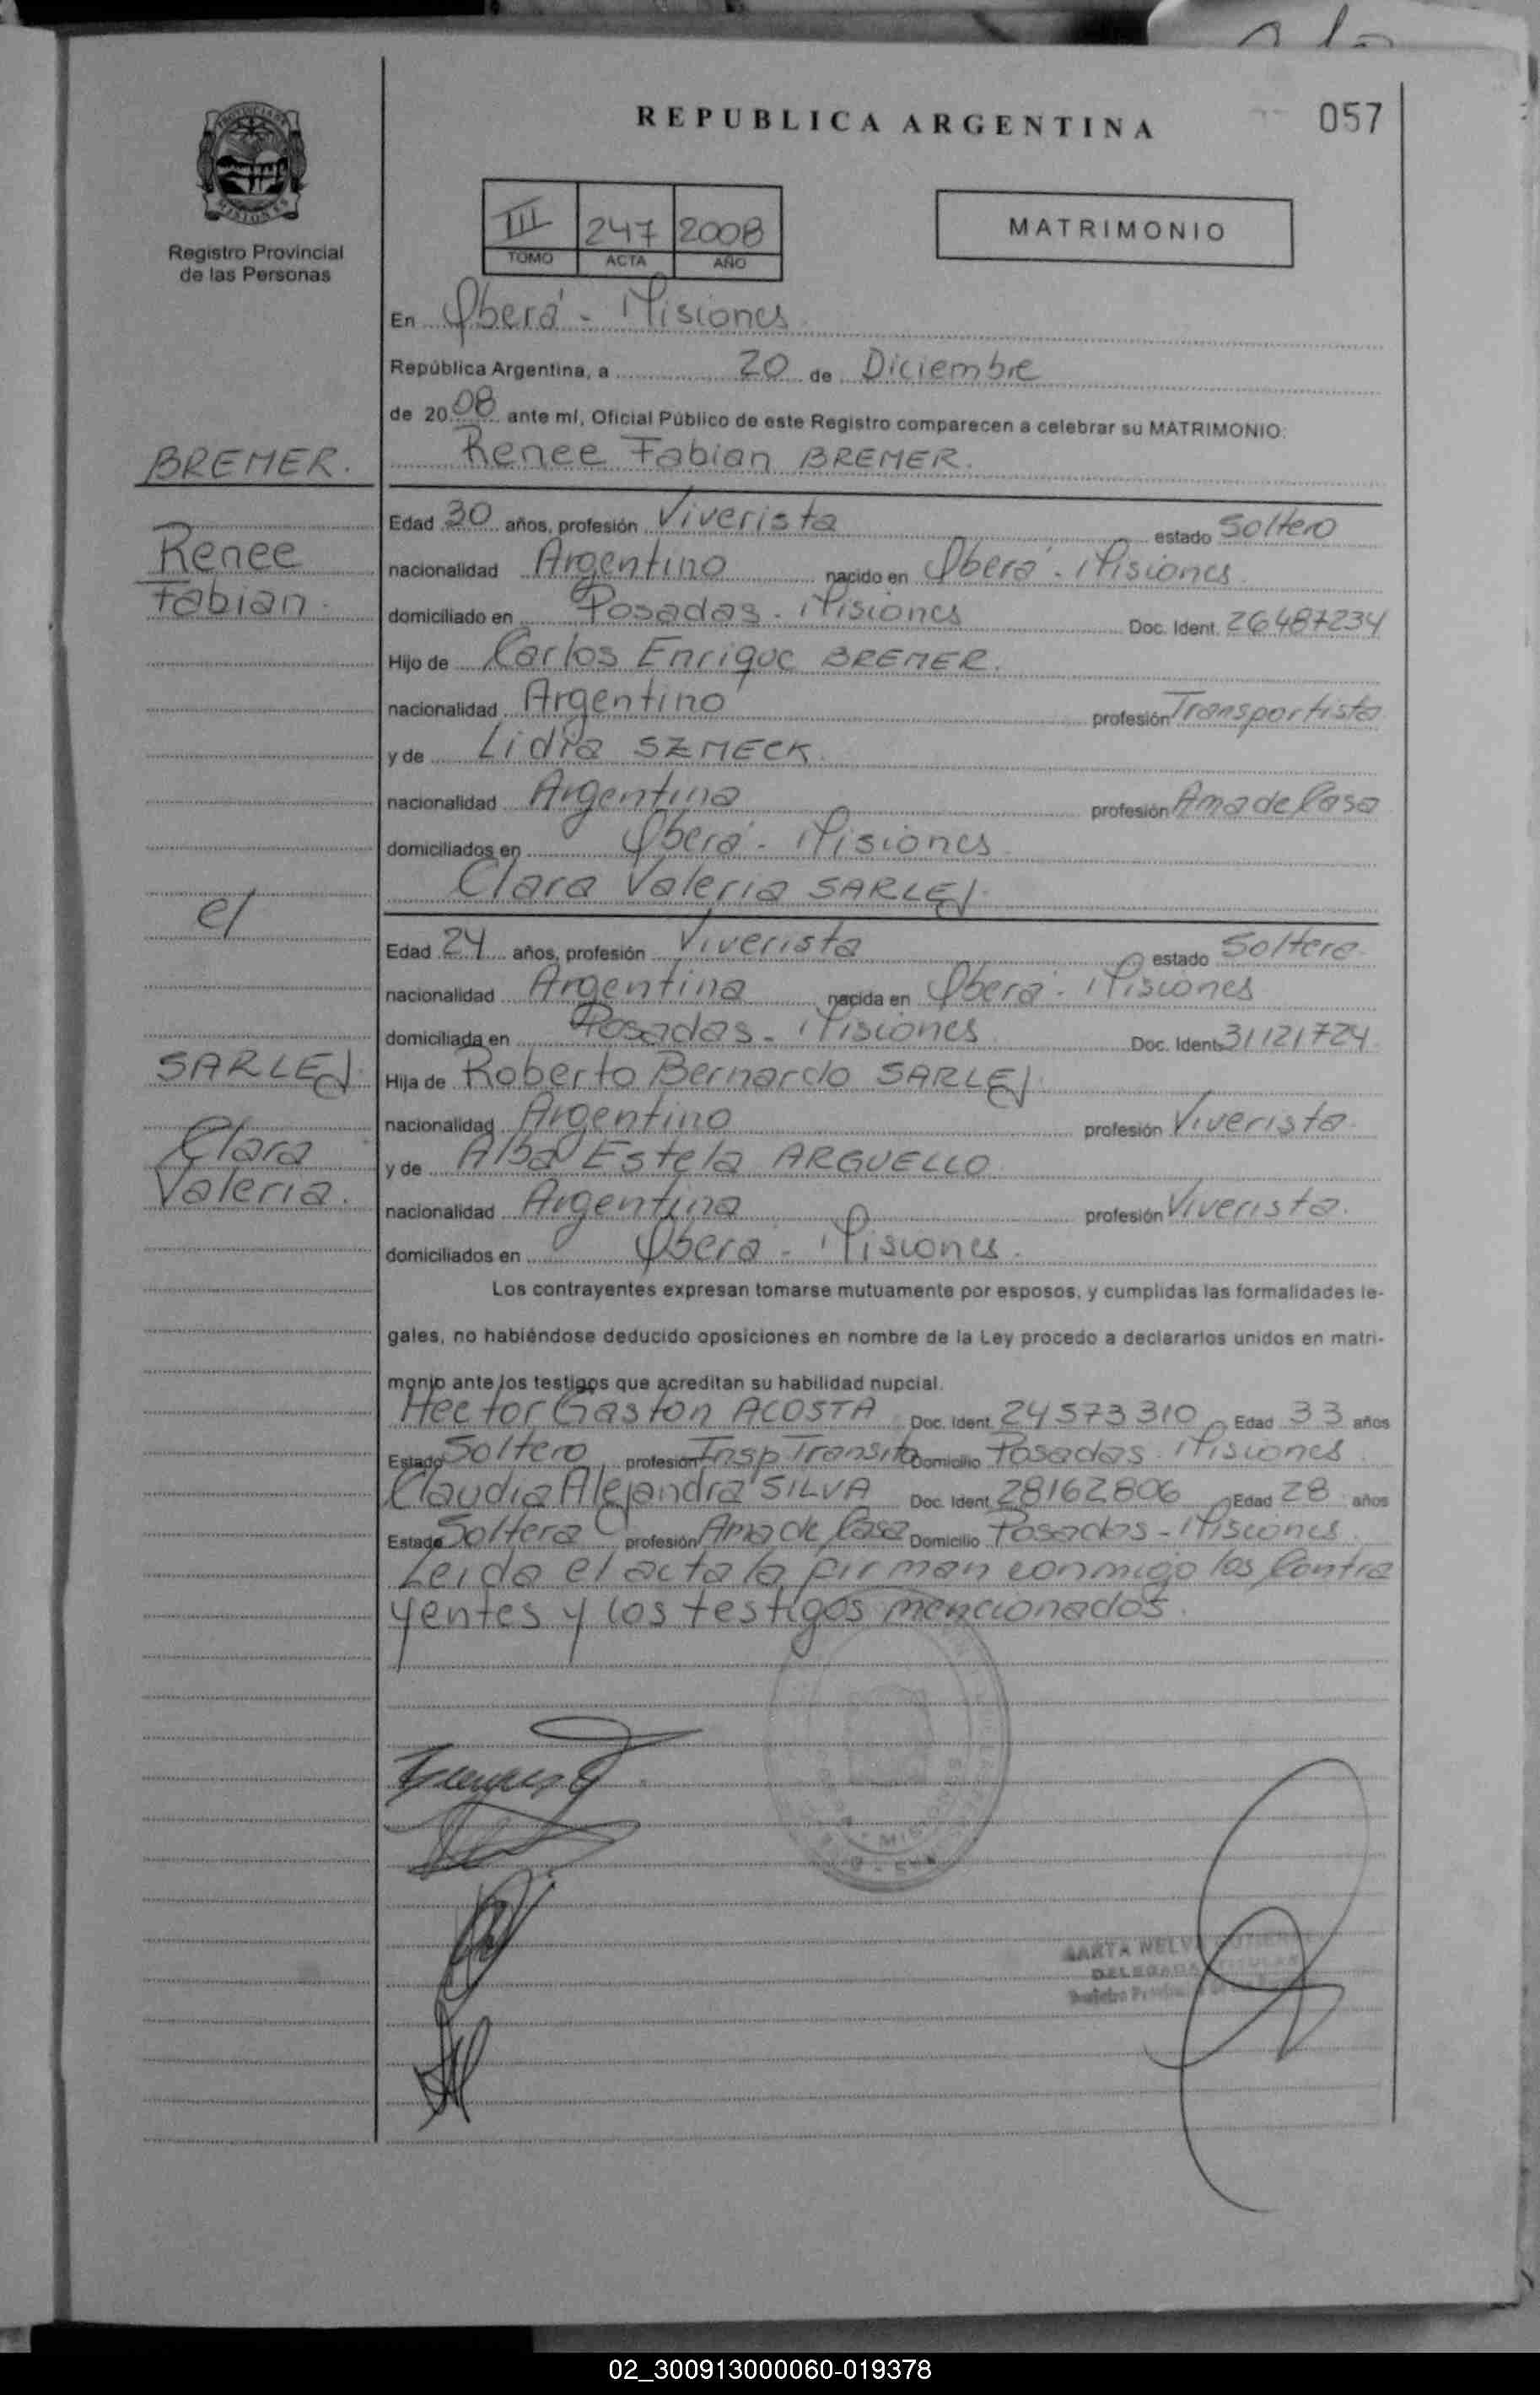 REPUBLICA ARGENTINA
057
PROVINCIA DE
MISIONES
Registro Provincial
de las Personas
III 247 2008
TOMO ACTA AÑO
MATRIMONIO
En Oberá - Misiones
República Argentina, a 20 de Diciembre
de 2008 ante mí, Oficial Público de este Registro comparecen a celebrar su MATRIMONIO:
BREMER.
Renee Fabian BREMER.
Edad 30 años, profesión Viverista estado Soltero
Renee
nacionalidad Argentino nacido en Oberá - Misiones
Fabian.
domiciliado en Posadas - Misiones Doc. Ident. 26487234
Hijo de Carlos Enrique BREMER.
nacionalidad Argentino profesión Transportista
y de Lidia SZMECK.
nacionalidad Argentina profesión Ama de Casa
domiciliados en Oberá - Misiones
Clara Valeria SARLEJ.
c/
Edad 24 años, profesión Viverista estado Soltera
nacionalidad Argentina nacida en Oberá - Misiones
domiciliada en Posadas - Misiones Doc. Ident. 31121724
SARLEJ.
Hija de Roberto Bernardo SARLEJ.
nacionalidad Argentino profesión Viverista
Clara
y de Alba Estela ARGUELLO
Valeria.
nacionalidad Argentina profesión Viverista.
domiciliados en Oberá - Misiones.
Los contrayentes expresan tomarse mutuamente por esposos, y cumplidas las formalidades le-
gales, no habiéndose deducido oposiciones en nombre de la Ley procedo a declararlos unidos en matri-
monio ante los testigos que acreditan su habilidad nupcial.
Hector Gaston ACOSTA Doc. Ident. 24573310 Edad 33 años
Estado Soltero profesión Insp Transito Domicilio Posadas - Misiones
Claudia Alejandra SILVA Doc. Ident. 28162806 Edad 28 años
Estado Soltera profesión Ama de Casa Domicilio Posadas - Misiones.
Leida el acta la firman conmigo los Contra
yentes y los testigos mencionados.
MISIONES
DELEGADA TITULAR
02_300913000060-019378